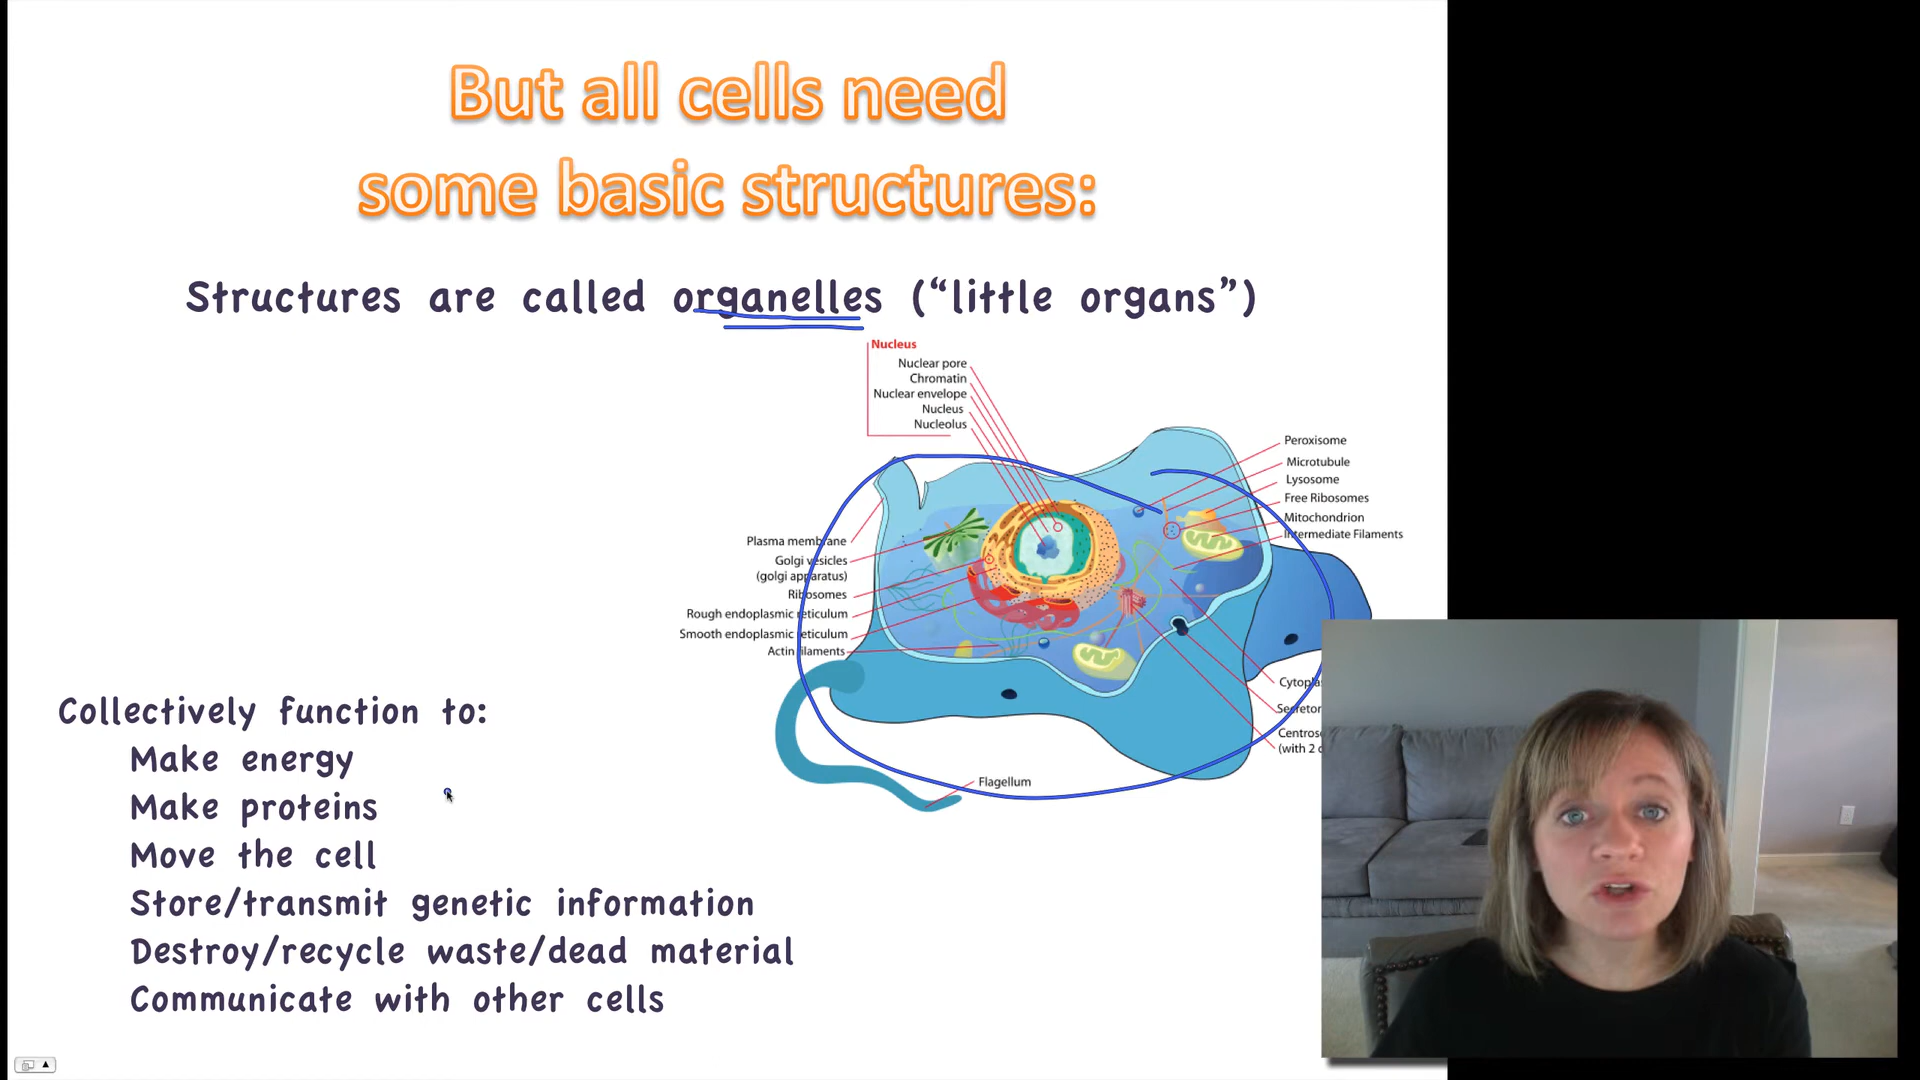 But all cells need
some basic structures:
Structures are called organelles (“little organs”)
Nucleus
Nuclear pore
Chromatin
Nuclear envelope
Nucleus
Nucleolus
Peroxisome
Microtubule
Lysosome
Free Ribosomes
Mitochondrion
Intermediate Filaments
Plasma membrane
Golgi vesicles
(golgi apparatus)
Ribosomes
Rough endoplasmic reticulum
Smooth endoplasmic reticulum
Actin filaments
Flagellum
(with 2
Collectively function to:
Make energy
Make proteins
Move the cell
Store/transmit genetic information
Destroy/recycle waste/dead material
Communicate with other cells